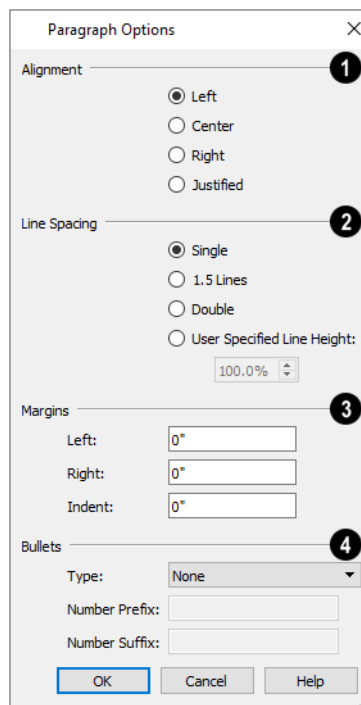 Paragraph Options
Alignment 1
Left
Center
Right
Justified
Line Spacing 2
Single
1.5 Lines
Double
User Specified Line Height:
100.0%
Margins 3
Left: 0"
Right: 0"
Indent: 0"
Bullets 4
Type: None
Number Prefix:
Number Suffix:
OK Cancel Help